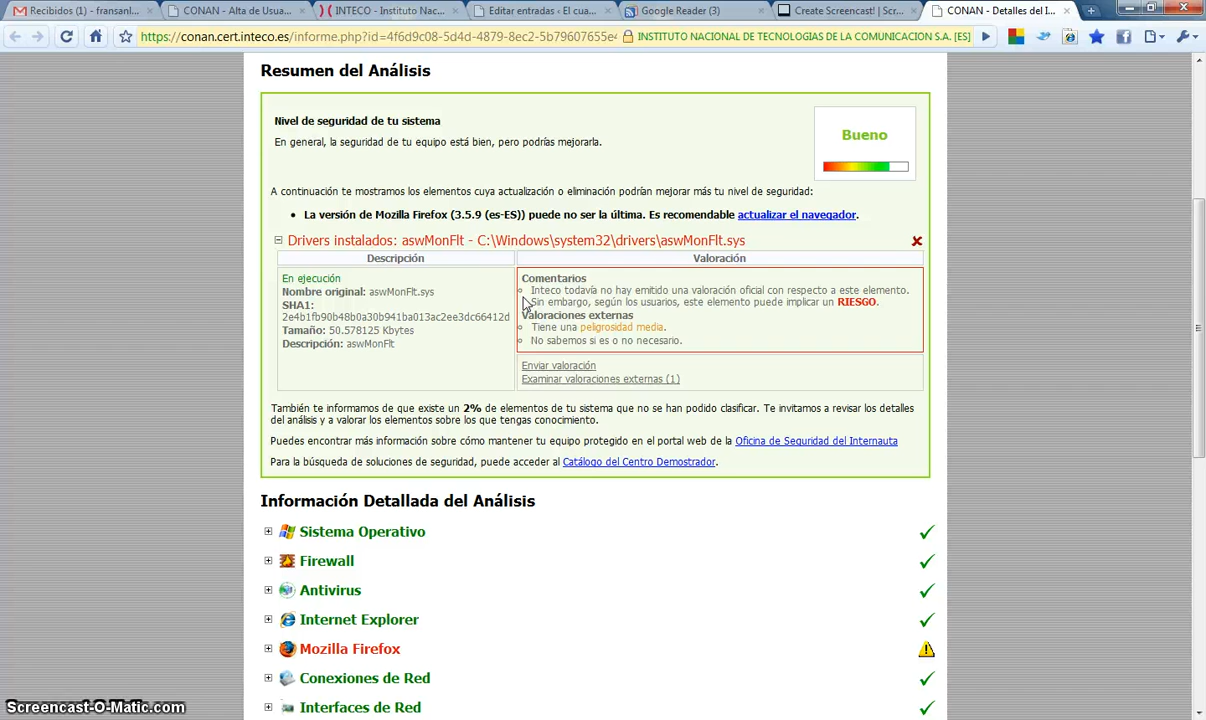 Recibidos (1) - fransanl...
CONAN - Alta de Usua...
INTECO - Instituto Nac...
Editar entradas ‹ El cua...
Google Reader (3)
Create Screencast! | Scr...
CONAN - Detalles del I...
https://conan.cert.inteco.es/informe.php?id=4f6d9c08-5d4d-4879-8ec2-5b79607655e4
INSTITUTO NACIONAL DE TECNOLOGIAS DE LA COMUNICACION S.A. [ES]
Resumen del Análisis
Nivel de seguridad de tu sistema
En general, la seguridad de tu equipo está bien, pero podrías mejorarla.
Bueno
A continuación te mostramos los elementos cuya actualización o eliminación podrían mejorar más tu nivel de seguridad:
• La versión de Mozilla Firefox (3.5.9 (es-ES)) puede no ser la última. Es recomendable actualizar el navegador.
Drivers instalados: aswMonFlt - C:\Windows\system32\drivers\aswMonFlt.sys
Descripción
Valoración
En ejecución
Nombre original: aswMonFlt.sys
SHA1:
2e4b1fb90b48b0a30b941ba013ac2ee3dc66412d
Tamaño: 50.578125 Kbytes
Descripción: aswMonFlt
Comentarios
Inteco todavía no ha emitido una valoración oficial con respecto a este elemento.
Sin embargo, según los usuarios, este elemento puede implicar un RIESGO.
Valoraciones externas
Tiene una peligrosidad media.
No sabemos si es o no necesario.
Enviar valoración
Examinar valoraciones externas (1)
También te informamos de que existe un 2% de elementos de tu sistema que no se han podido clasificar. Te invitamos a revisar los detalles
del análisis y a valorar los elementos sobre los que tengas conocimiento.
Puedes encontrar más información sobre cómo mantener tu equipo protegido en el portal web de la Oficina de Seguridad del Internauta
Para la búsqueda de soluciones de seguridad, puede acceder al Catálogo del Centro Demostrador.
Información Detallada del Análisis
Sistema Operativo
Firewall
Antivirus
Internet Explorer
Mozilla Firefox
Conexiones de Red
Interfaces de Red
Screencast-O-Matic.com